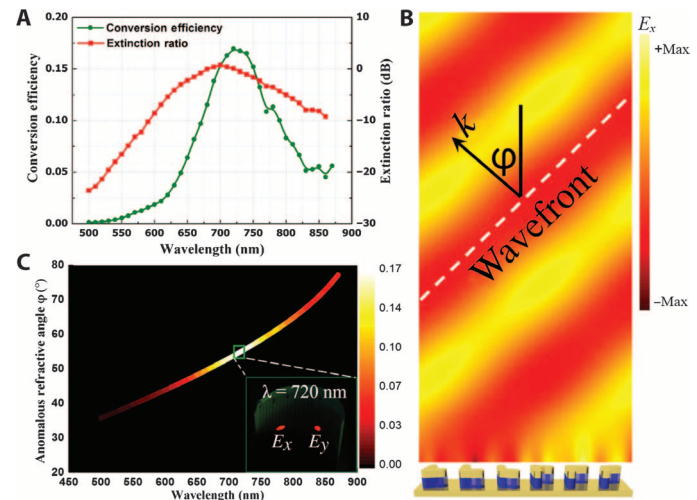 A
Conversion efficiency
Extinction ratio
0.20
0.15
0.10
0.05
0.00
Conversion efficiency
10
0
−10
−20
−30
Extinction ratio (dB)
500 550 600 650 700 750 800 850
Wavelength (nm)
B
Ex
+Max
−Max
k
φ
Wavefront
C
80
70
60
50
40
30
20
Anomalous refractive angle φ (°)
λ = 720 nm
Ex Ey
0.17
0.14
0.13
0.10
0.07
0.03
0.00
450 500 550 600 650 700 750 800 850 900
Wavelength (nm)